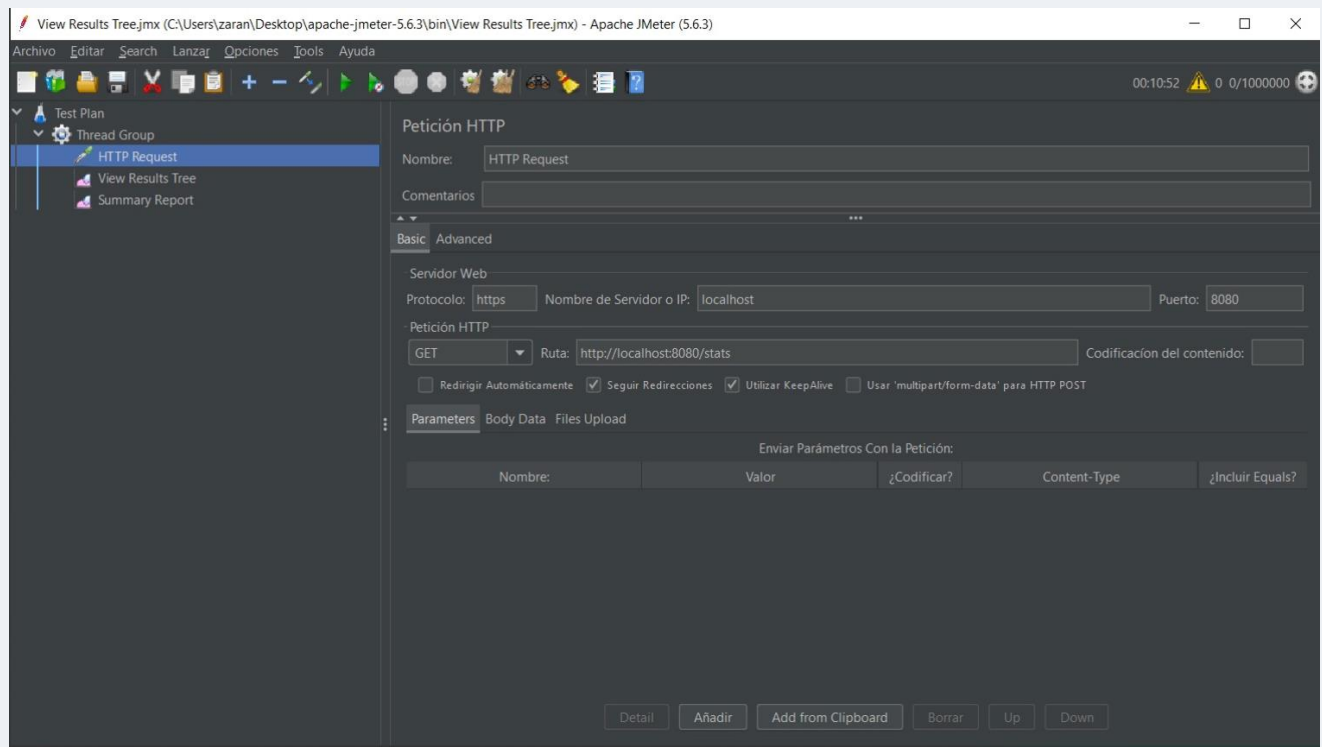 View Results Tree.jmx (C:\Users\zaran\Desktop\apache-jmeter-5.6.3\bin\View Results Tree.jmx) - Apache JMeter (5.6.3)
Archivo Editar Search Lanzar Opciones Tools Ayuda
00:10:52 0 0/1000000
Test Plan
Thread Group
HTTP Request
View Results Tree
Summary Report
Petición HTTP
Nombre: HTTP Request
Comentarios
Basic Advanced
Servidor Web
Protocolo: https Nombre de Servidor o IP: localhost Puerto: 8080
Petición HTTP
GET Ruta: http://localhost:8080/stats Codificacíon del contenido:
Redirigir Automáticamente Seguir Redirecciones Utilizar KeepAlive Usar 'multipart/form-data' para HTTP POST
Parameters Body Data Files Upload
Enviar Parámetros Con la Petición:
Nombre: Valor ¿Codificar? Content-Type ¿Incluir Equals?
Detail Añadir Add from Clipboard Borrar Up Down